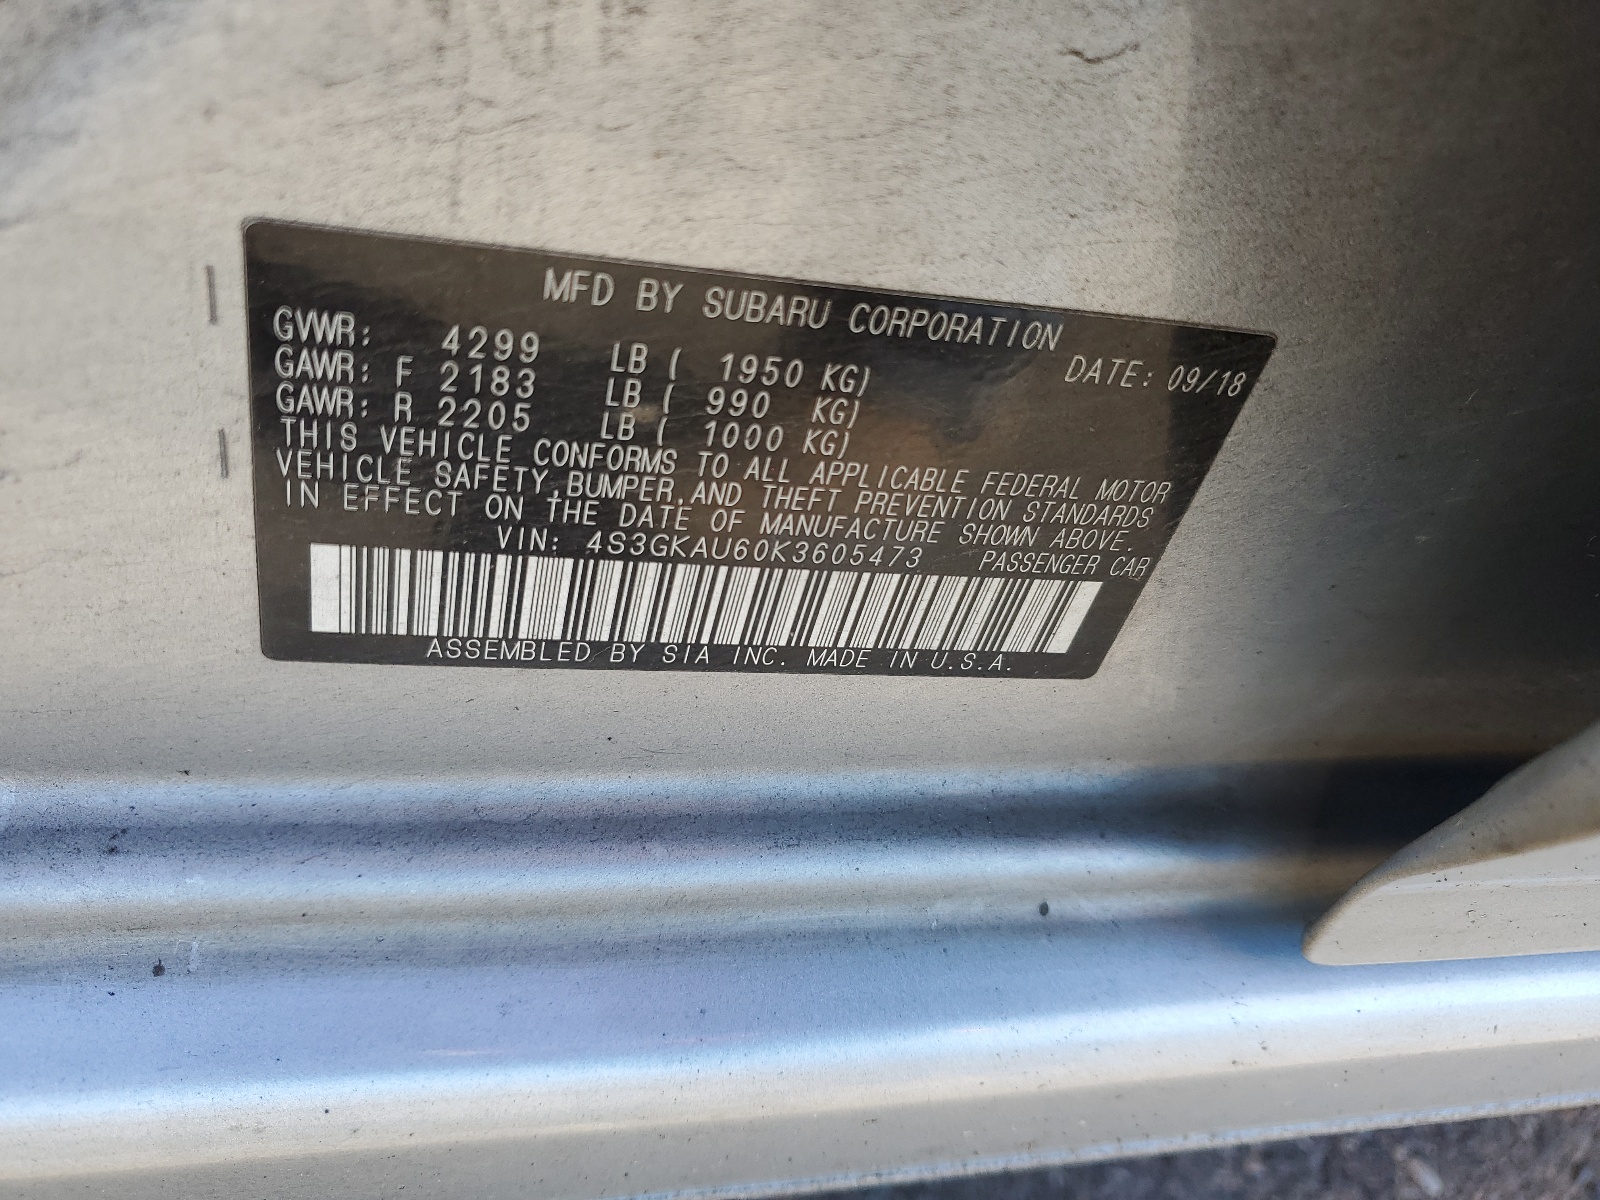 MFD BY SUBARU CORPORATION
GVWR: 4299 LB ( 1950 KG) DATE: 09/18
GAWR: F 2183 LB ( 990 KG)
GAWR: R 2205 LB ( 1000 KG)
THIS VEHICLE CONFORMS TO ALL APPLICABLE FEDERAL MOTOR
VEHICLE SAFETY, BUMPER, AND THEFT PREVENTION STANDARDS
IN EFFECT ON THE DATE OF MANUFACTURE SHOWN ABOVE.
VIN: 4S3GKAU60K3605473 PASSENGER CAR
ASSEMBLED BY SIA INC. MADE IN U.S.A.